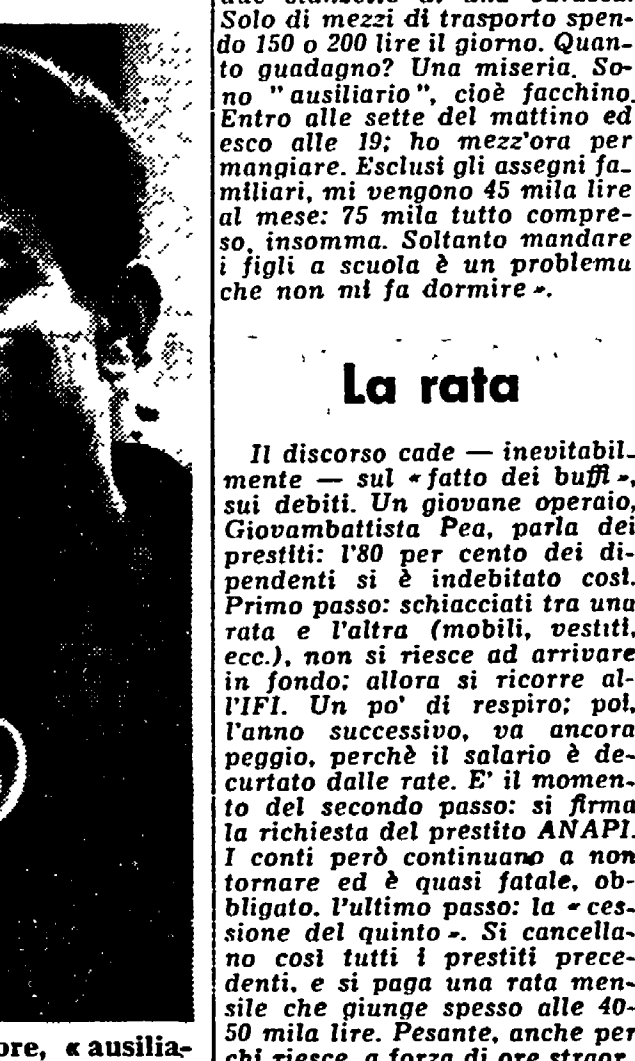 Solo di mezzi di trasporto spen-
do 150 o 200 lire il giorno. Quan-
to guadagno? Una miseria. So-
no "ausiliario", cioè facchino.
Entro alle sette del mattino ed
esco alle 19; ho mezz'ora per
mangiare. Esclusi gli assegni fa-
miliari, mi vengono 45 mila lire
al mese: 75 mila tutto compre-
so, insomma. Soltanto mandare
i figli a scuola è un problema
che non mi fa dormire».
La rata
Il discorso cade — inevitabil-
mente — sul «fatto dei buffi»,
sui debiti. Un giovane operaio,
Giovambattista Pea, parla dei
prestiti: l'80 per cento dei di-
pendenti si è indebitato così.
Primo passo: schiacciati tra una
rata e l'altra (mobili, vestiti,
ecc.), non si riesce ad arrivare
in fondo; allora si ricorre al-
l'IFI. Un po' di respiro; poi,
l'anno successivo, va ancora
peggio, perchè il salario è de-
curtato dalle rate. E' il momen-
to del secondo passo: si firma
la richiesta del prestito ANAPI.
I conti però continuano a non
tornare ed è quasi fatale, ob-
bligato, l'ultimo passo: la «ces-
sione del quinto». Si cancella-
no così tutti i prestiti prece-
denti, e si paga una rata men-
sile che giunge spesso alle 40-
50 mila lire. Pesante, anche per
chi riesce, a forza di ore straor-
ore, «ausilia-